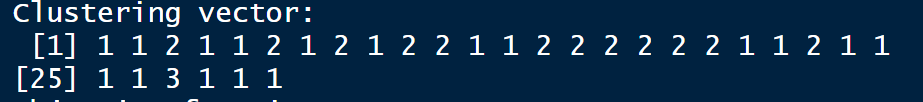 Clustering vector:
[1] 1 1 2 1 1 2 1 2 1 2 2 1 1 2 2 2 2 2 2 1 1 2 1 1
[25] 1 1 3 1 1 1